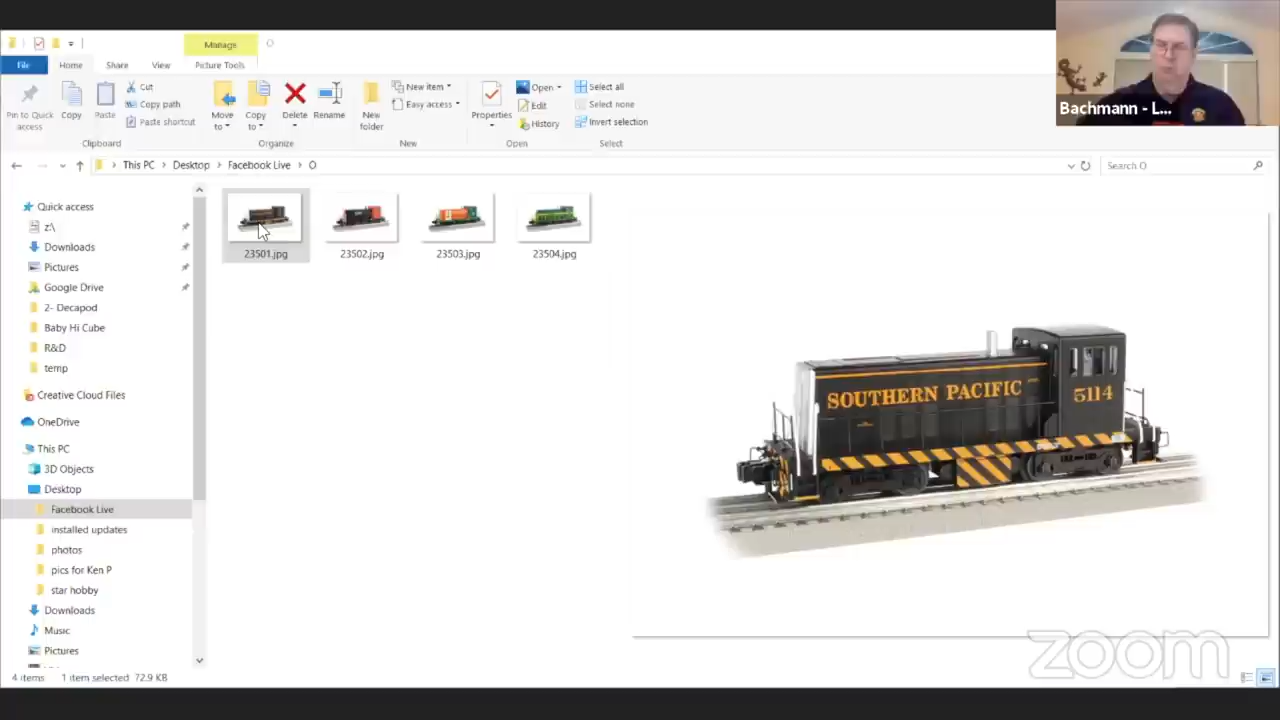 Manage
File
Home
Share
View
Picture Tools
Pin to Quick access
Copy
Paste
Cut
Copy path
Paste shortcut
Clipboard
Move to
Copy to
Delete
Rename
Organize
New folder
New item
Easy access
New
Properties
Open
Edit
History
Open
Select all
Select none
Invert selection
Select
Bachmann - L...
This PC > Desktop > Facebook Live > O
Search O
Quick access
z:\
Downloads
Pictures
Google Drive
2- Decapod
Baby Hi Cube
R&D
temp
Creative Cloud Files
OneDrive
This PC
3D Objects
Desktop
Facebook Live
installed updates
photos
pics for Ken P
star hobby
Downloads
Music
Pictures
23501.jpg
23502.jpg
23503.jpg
23504.jpg
SOUTHERN PACIFIC
5114
zoom
4 items 1 item selected 72.9 KB